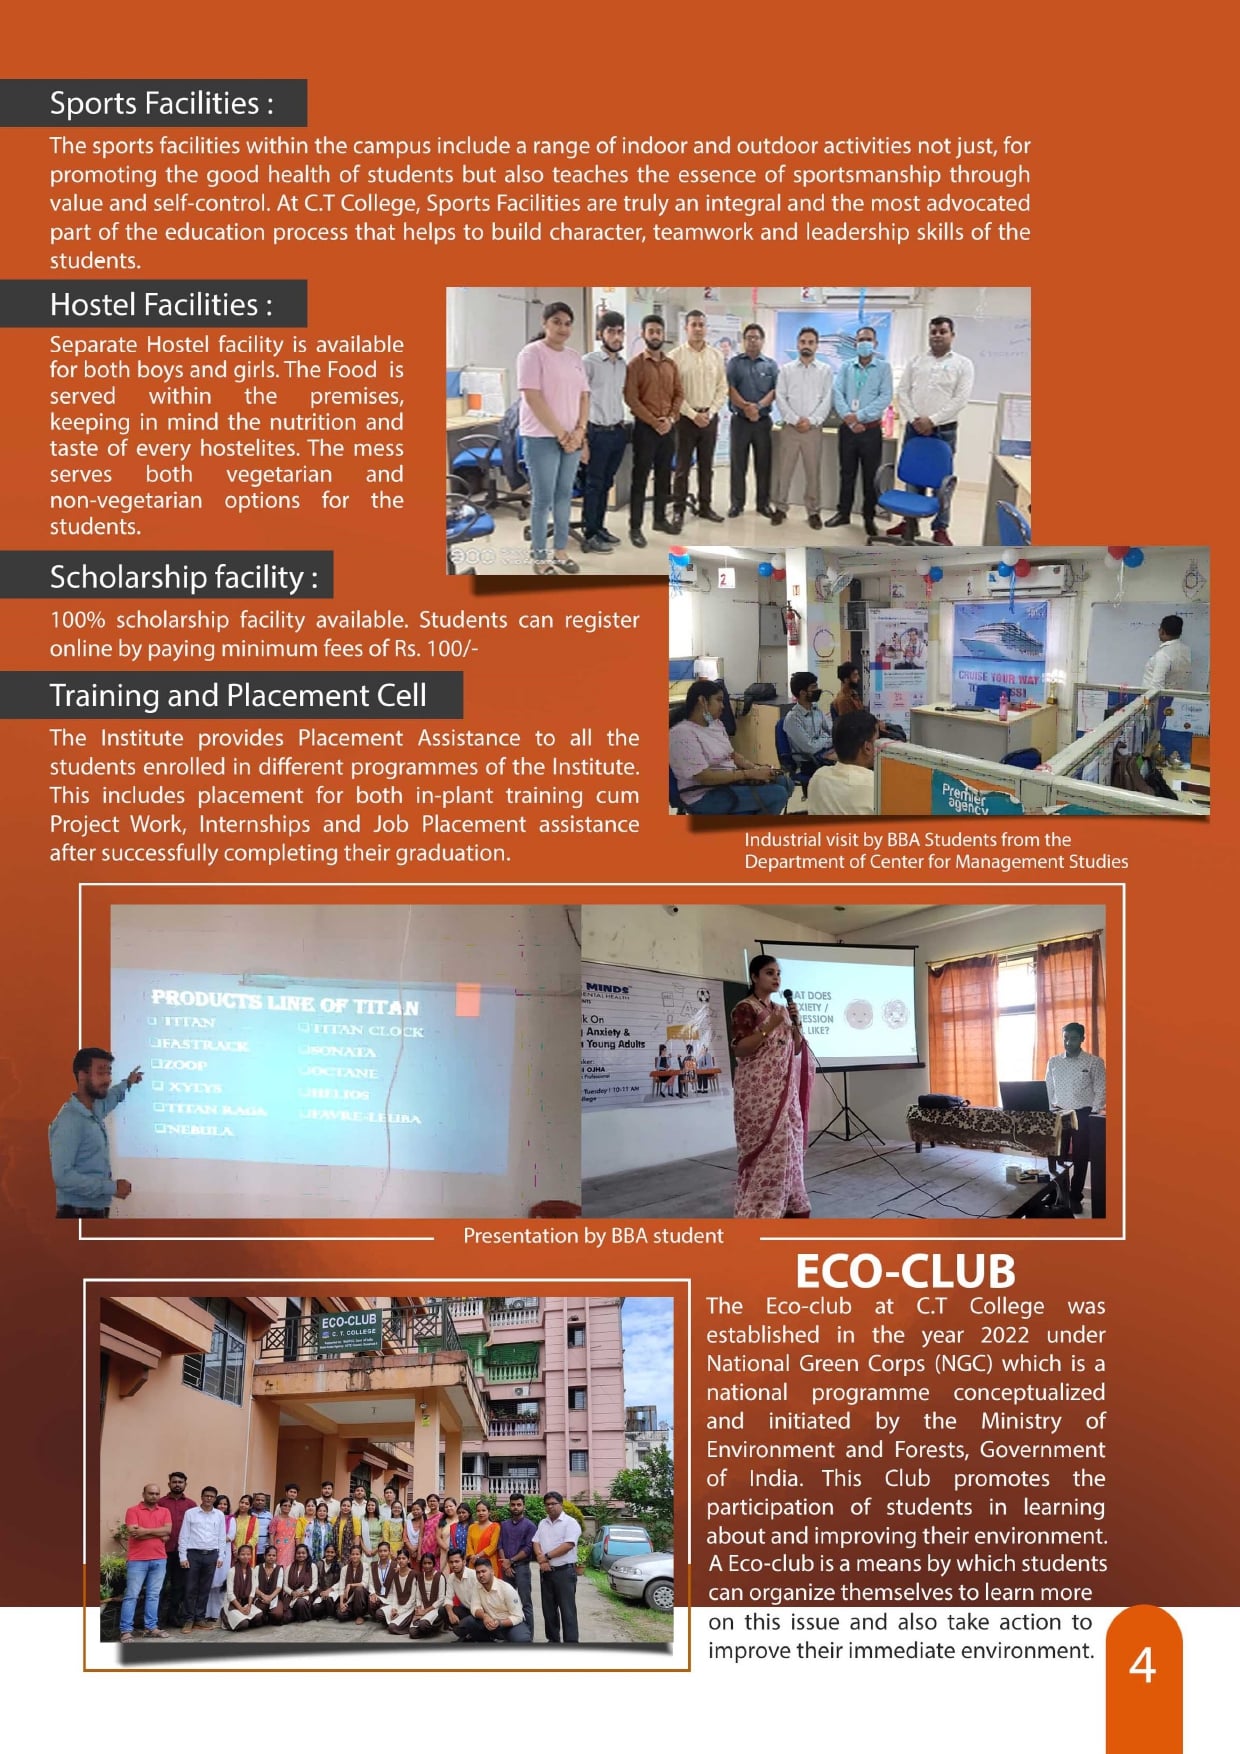 Sports Facilities :
The sports facilities within the campus include a range of indoor and outdoor activities not just, for
promoting the good health of students but also teaches the essence of sportsmanship through
value and self-control. At C.T College, Sports Facilities are truly an integral and the most advocated
part of the education process that helps to build character, teamwork and leadership skills of the
students.
Hostel Facilities :
Separate Hostel facility is available
for both boys and girls. The Food is
served within the premises,
keeping in mind the nutrition and
taste of every hostelites. The mess
serves both vegetarian and
non-vegetarian options for the
students.
Scholarship facility :
100% scholarship facility available. Students can register
online by paying minimum fees of Rs. 100/-
Training and Placement Cell
The Institute provides Placement Assistance to all the
students enrolled in different programmes of the Institute.
This includes placement for both in-plant training cum
Project Work, Internships and Job Placement assistance
after successfully completing their graduation.
2
CRUISE YOUR WAY
Premier
agency
Industrial visit by BBA Students from the
Department of Center for Management Studies
PRODUCTS LINE OF TITAN
TITAN
FASTRACK
ZOOP
XYLYS
TITAN RAGA
NEBULA
TITAN CLOCK
SONATA
OCTANE
HELIOS
FAVRE-LEUBA
MINDS
k On
Anxiety &
Young Adults
OJHA
Tuesday | 10-11 AM
AT DOES
LIKE?
Presentation by BBA student
ECO-CLUB
C. T. COLLEGE
ECO-CLUB
The Eco-club at C.T College was
established in the year 2022 under
National Green Corps (NGC) which is a
national programme conceptualized
and initiated by the Ministry of
Environment and Forests, Government
of India. This Club promotes the
participation of students in learning
about and improving their environment.
A Eco-club is a means by which students
can organize themselves to learn more
on this issue and also take action to
improve their immediate environment.
4